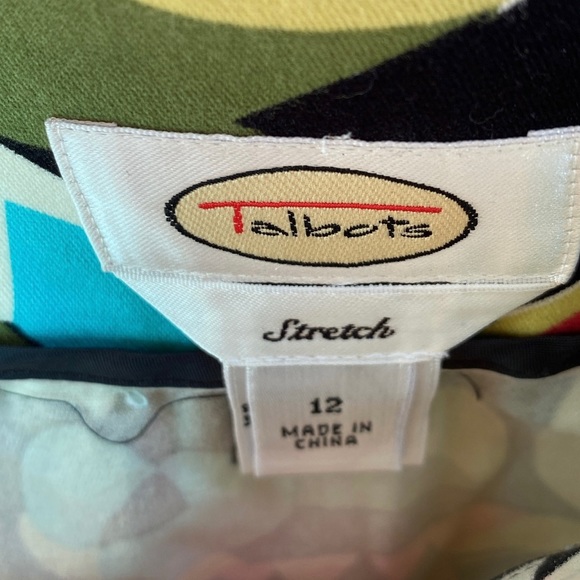 Talbots
Stretch
12
MADE IN
CHINA